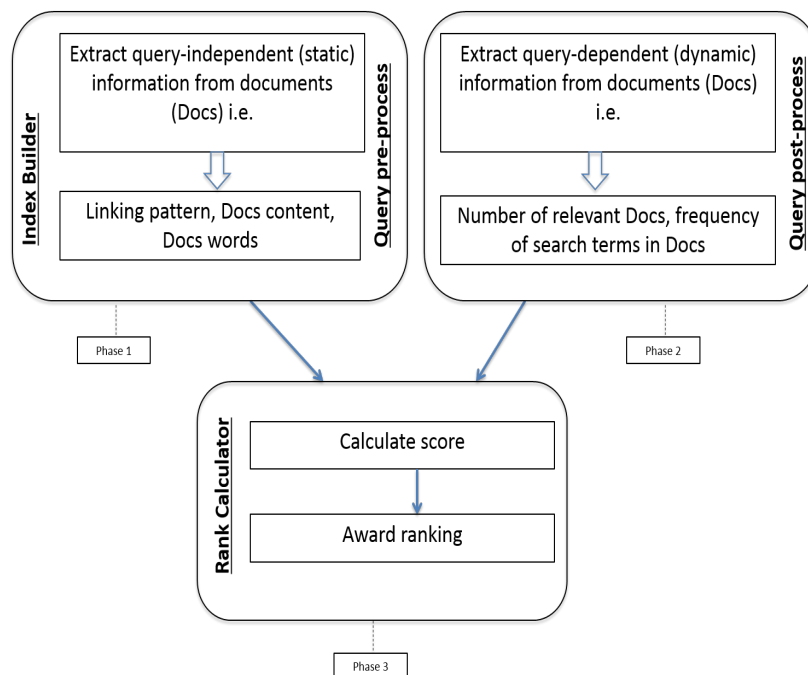 Index Builder
Extract query-independent (static)
information from documents
(Docs) i.e.
Linking pattern, Docs content,
Docs words
Query pre-process
Extract query-dependent (dynamic)
information from documents (Docs)
i.e.
Number of relevant Docs, frequency
of search terms in Docs
Query post-process
Phase 1
Phase 2
Rank Calculator
Calculate score
Award ranking
Phase 3